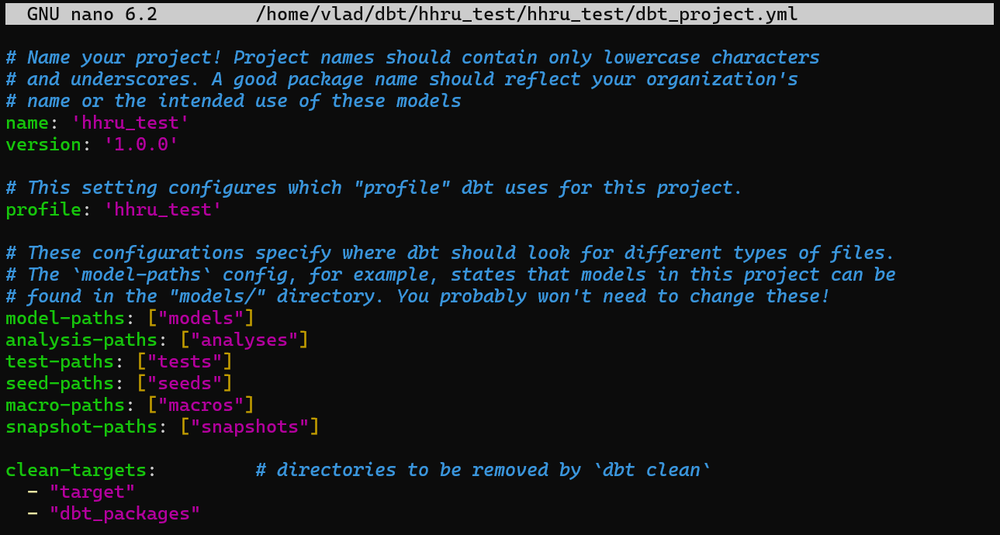 GNU nano 6.2 /home/vlad/dbt/hhru_test/hhru_test/dbt_project.yml
# Name your project! Project names should contain only lowercase characters
# and underscores. A good package name should reflect your organization's
# name or the intended use of these models
name: 'hhru_test'
version: '1.0.0'
# This setting configures which "profile" dbt uses for this project.
profile: 'hhru_test'
# These configurations specify where dbt should look for different types of files.
# The `model-paths` config, for example, states that models in this project can be
# found in the "models/" directory. You probably won't need to change these!
model-paths: ["models"]
analysis-paths: ["analyses"]
test-paths: ["tests"]
seed-paths: ["seeds"]
macro-paths: ["macros"]
snapshot-paths: ["snapshots"]
clean-targets: # directories to be removed by `dbt clean`
- "target"
- "dbt_packages"